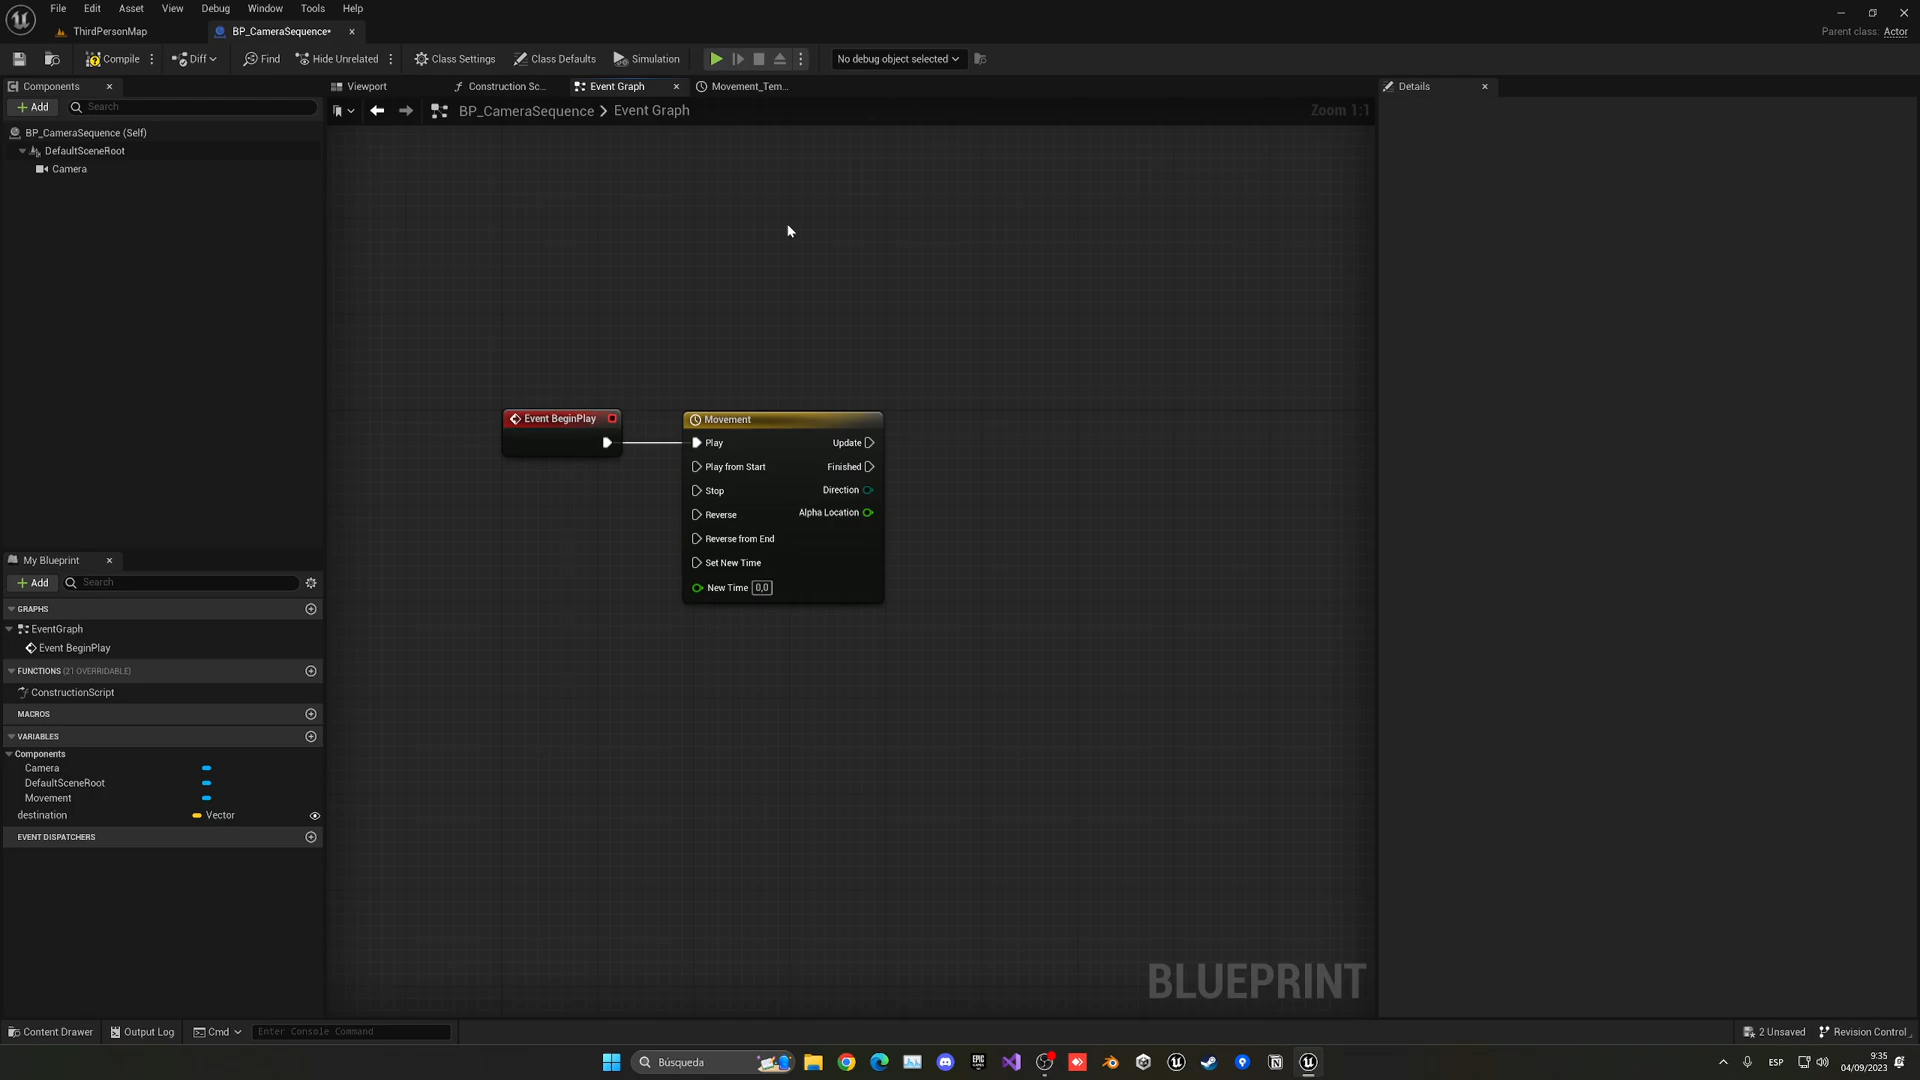 File Edit Asset View Debug Window Tools Help
ThirdPersonMap
BP_CameraSequence*
Parent class: Actor
Compile
Diff
Find
Hide Unrelated
Class Settings
Class Defaults
Simulation
No debug object selected
Components
Viewport
Construction Sc...
Event Graph
Movement_Tem...
Details
Add
Search
BP_CameraSequence > Event Graph
Zoom 1:1
BP_CameraSequence (Self)
DefaultSceneRoot
Camera
Event BeginPlay
Movement
Play
Update
Play from Start
Finished
Stop
Direction
Reverse
Alpha Location
Reverse from End
Set New Time
New Time 0,0
My Blueprint
Add
Search
GRAPHS
EventGraph
Event BeginPlay
FUNCTIONS (21 OVERRIDABLE)
ConstructionScript
MACROS
VARIABLES
Components
Camera
DefaultSceneRoot
Movement
destination
Vector
EVENT DISPATCHERS
BLUEPRINT
Content Drawer
Output Log
Cmd
Enter Console Command
2 Unsaved
Revision Control
Búsqueda
EPIC GAMES
ESP
9:35
04/09/2023